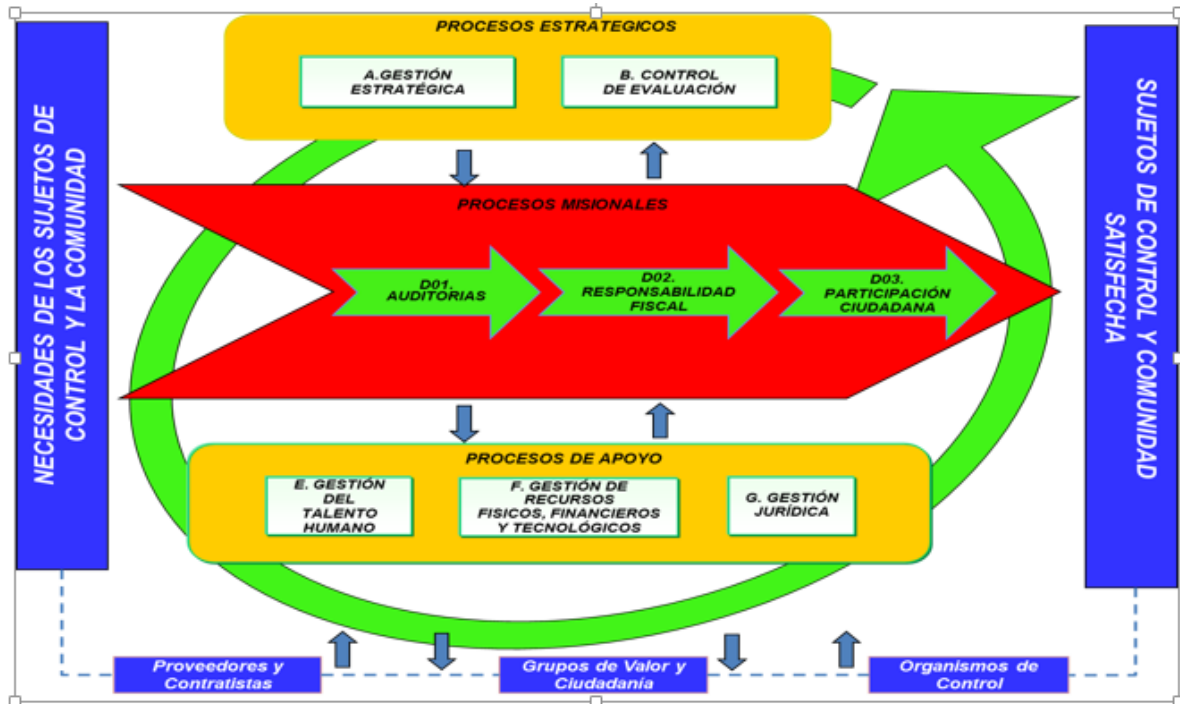 NECESIDADES DE LOS SUJETOS DE
CONTROL Y LA COMUNIDAD
PROCESOS ESTRATEGICOS
A.GESTIÓN
ESTRATÉGICA
B. CONTROL
DE EVALUACIÓN
PROCESOS MISIONALES
D01.
AUDITORIAS
D02.
RESPONSABILIDAD
FISCAL
D03.
PARTICIPACIÓN
CIUDADANA
PROCESOS DE APOYO
E. GESTIÓN
DEL
TALENTO
HUMANO
F. GESTIÓN DE
RECURSOS
FISICOS, FINANCIEROS
Y TECNOLÓGICOS
G. GESTIÓN
JURÍDICA
SUJETOS DE CONTROL Y COMUNIDAD
SATISFECHA
Proveedores y
Contratistas
Grupos de Valor y
Ciudadanía
Organismos de
Control